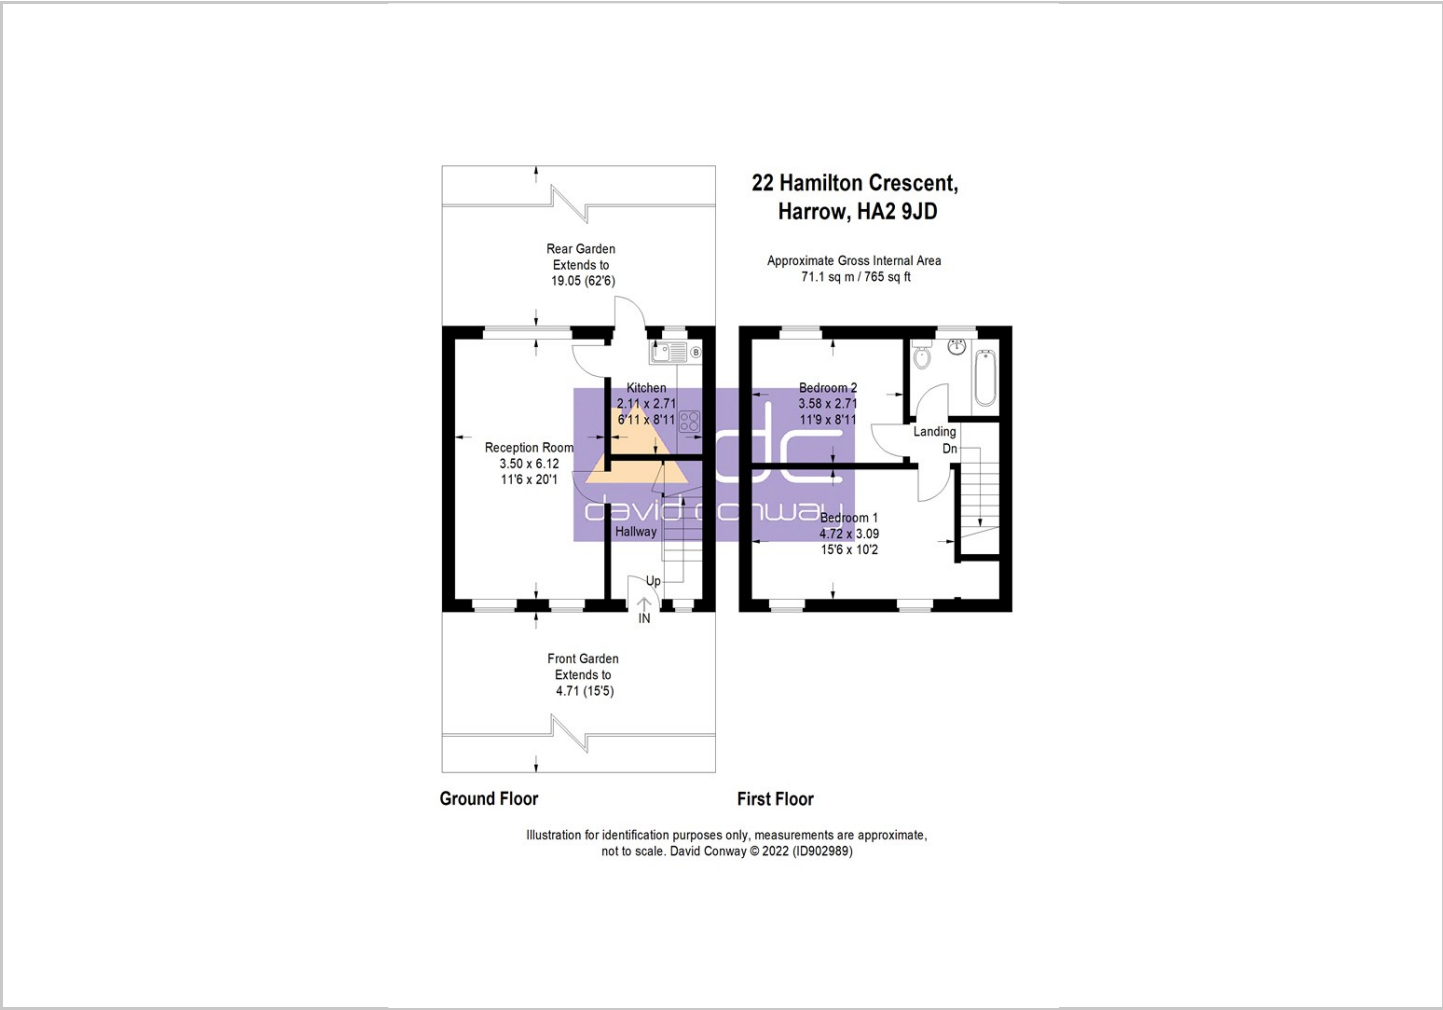 22 Hamilton Crescent,
Harrow, HA2 9JD
Approximate Gross Internal Area
71.1 sq m / 765 sq ft
Rear Garden
Extends to
19.05 (62'6)
B
Kitchen
2.11 x 2.71
6'11 x 8'11
Reception Room
3.50 x 6.12
11'6 x 20'1
Hallway
Up
IN
Front Garden
Extends to
4.71 (15'5)
Ground Floor
Bedroom 2
3.58 x 2.71
11'9 x 8'11
Landing
Dn
Bedroom 1
4.72 x 3.09
15'6 x 10'2
First Floor
dc
david conway
Illustration for identification purposes only, measurements are approximate,
not to scale. David Conway © 2022 (ID902989)